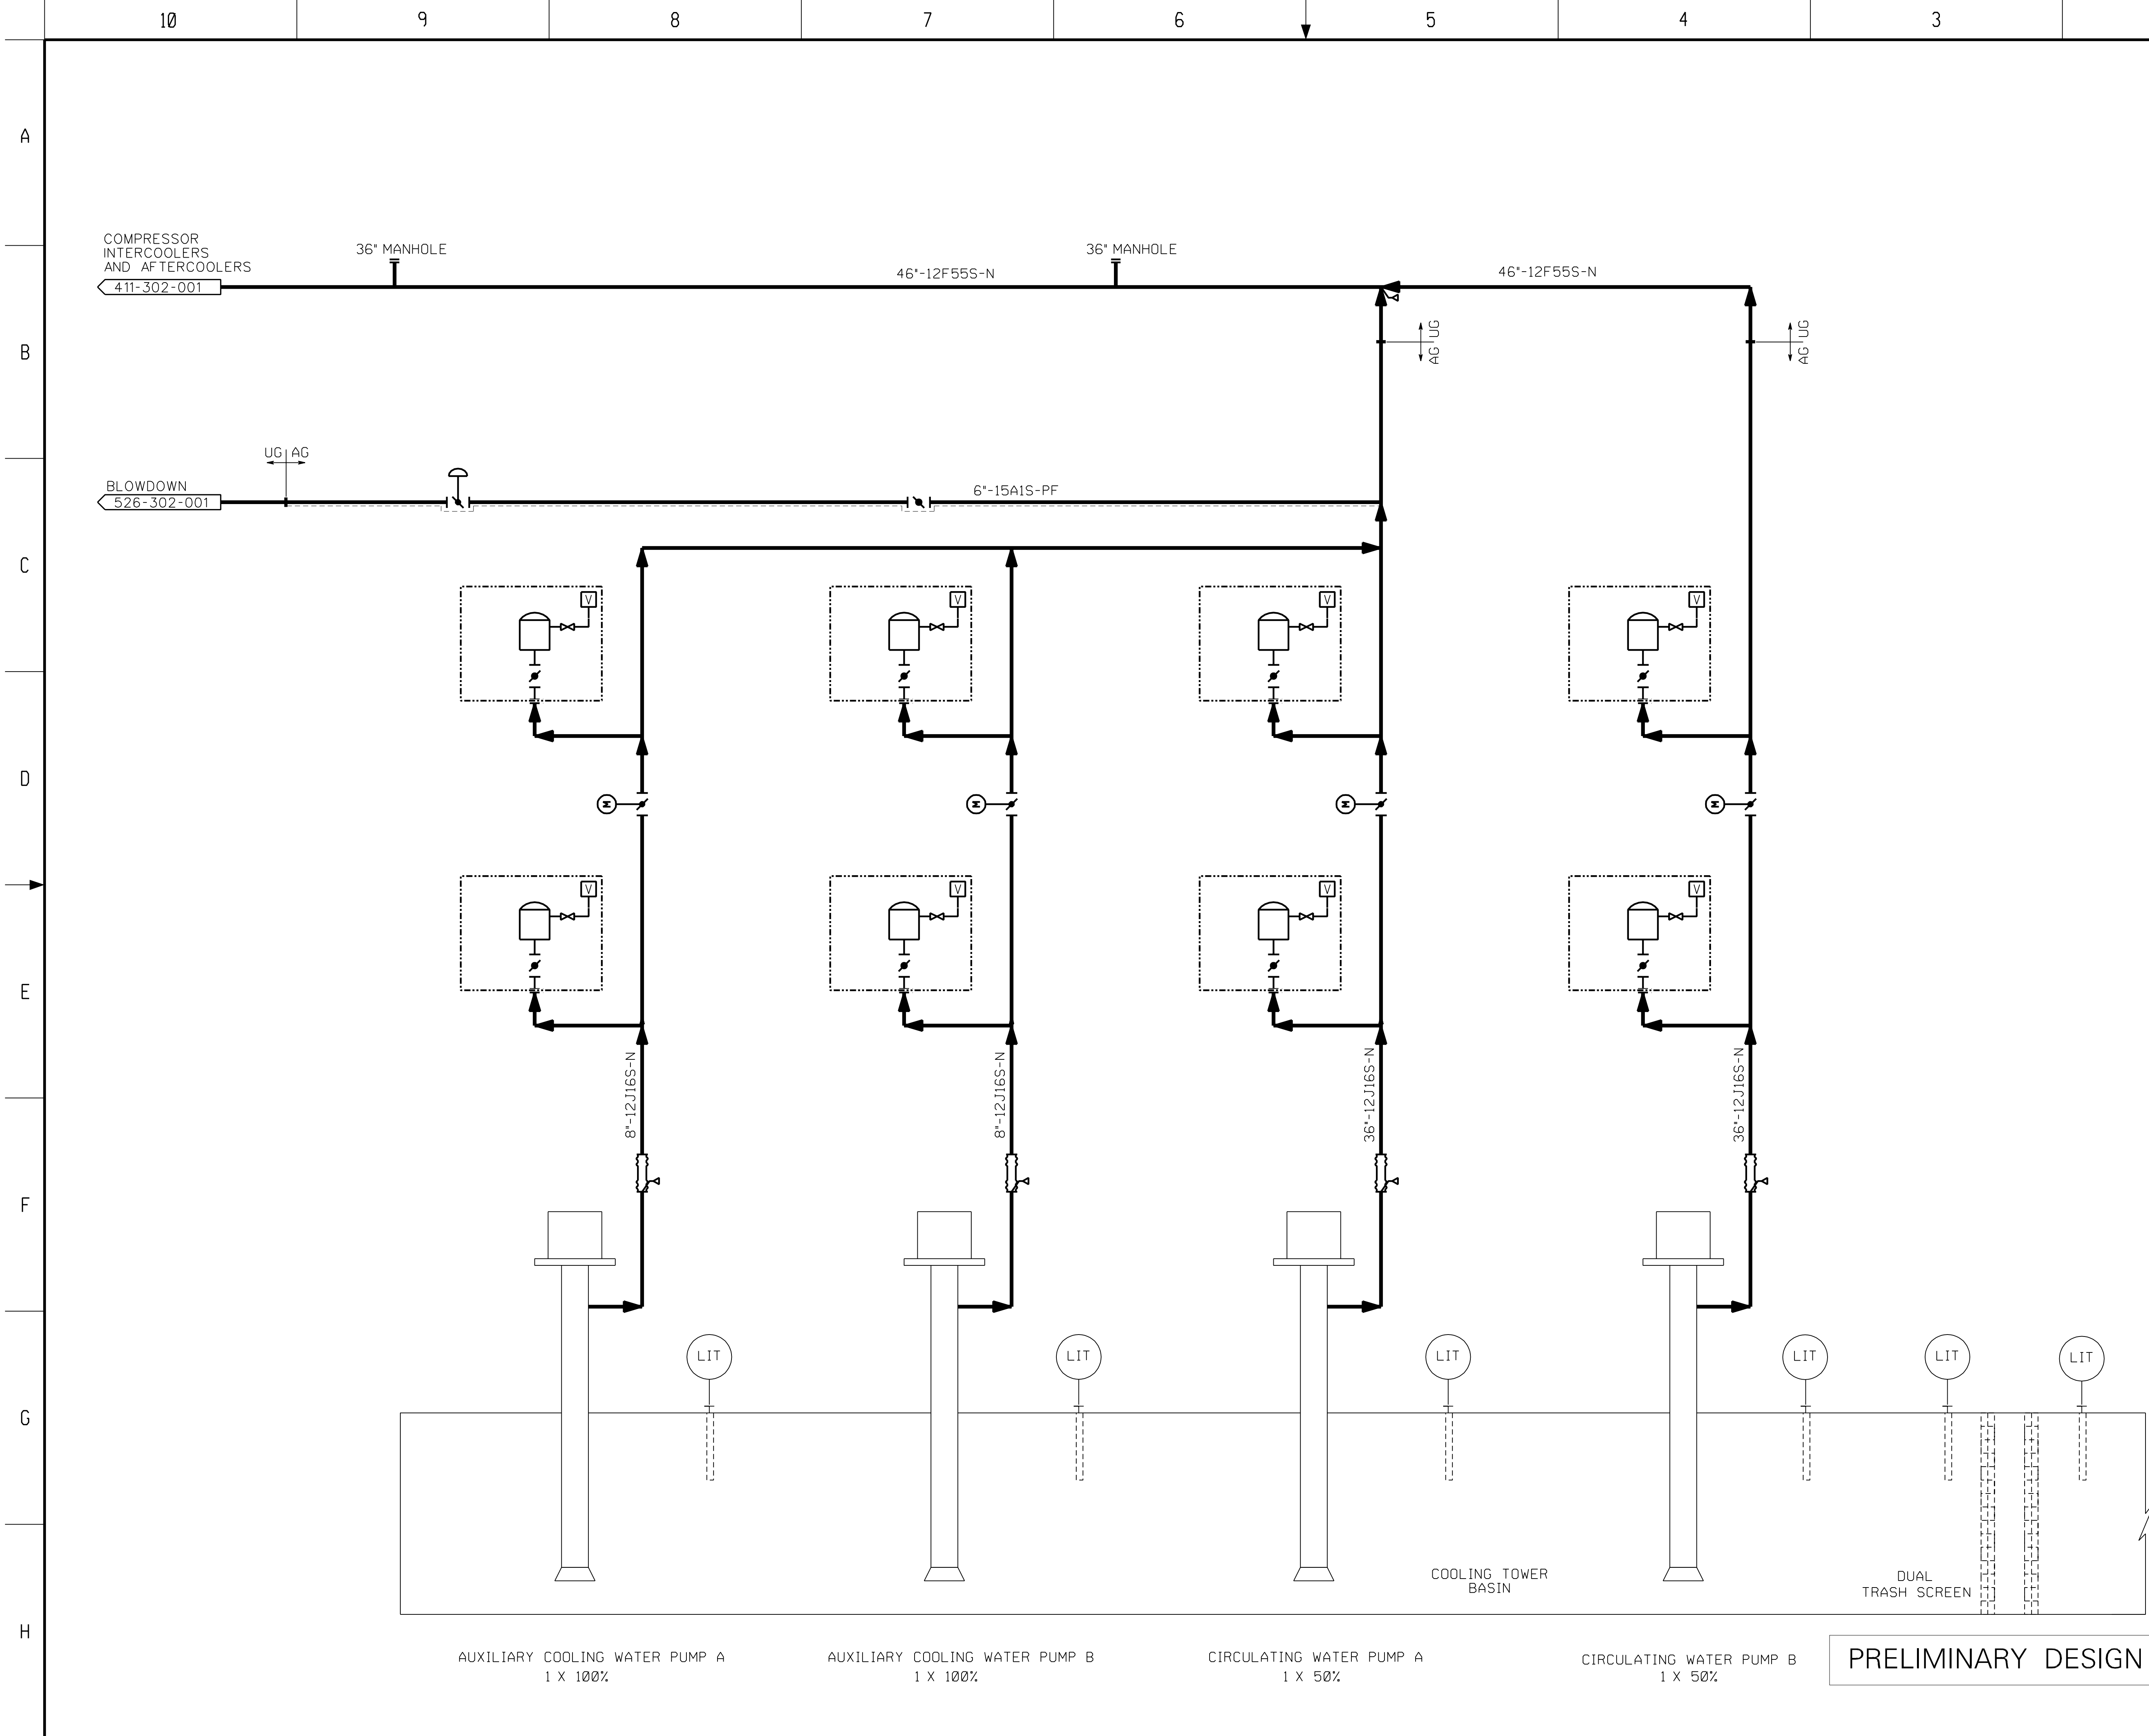 10 9 8 7 6 5 4 3
A
COMPRESSOR
INTERCOOLERS
AND AFTERCOOLERS
411-302-001
36" MANHOLE
36" MANHOLE
46"-12F55S-N
46"-12F55S-N
B
AG UG
AG UG
UG AG
BLOWDOWN
526-302-001
6"-15A1S-PF
C
V
V
V
V
D
M
M
M
M
V
V
V
V
E
8"-12J16S-N
8"-12J16S-N
36"-12J16S-N
36"-12J16S-N
F
LIT
LIT
LIT
LIT
LIT
LIT
G
COOLING TOWER
BASIN
DUAL
TRASH SCREEN
H
AUXILIARY COOLING WATER PUMP A
1 X 100%
AUXILIARY COOLING WATER PUMP B
1 X 100%
CIRCULATING WATER PUMP A
1 X 50%
CIRCULATING WATER PUMP B
1 X 50%
PRELIMINARY DESIGN